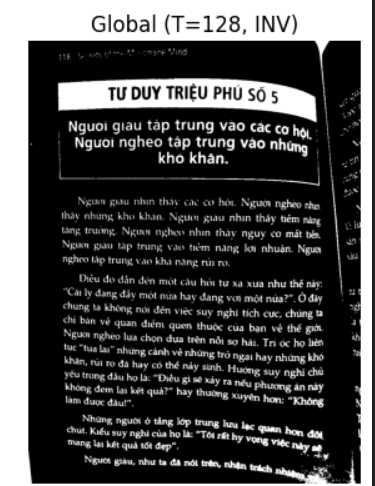 Global (T=128, INV)
118
TƯ DUY TRIỆU PHÚ SỐ 5
Người giàu tập trung vào các cơ hội.
Người nghèo tập trung vào những
khó khăn.
Người giàu nhìn thấy các cơ hội. Người nghèo nhìn
thấy những khó khăn. Người giàu nhìn thấy tiềm năng
tăng trưởng. Người nghèo nhìn thấy nguy cơ mất tiền.
Người giàu tập trung vào tiềm năng lợi nhuận. Người
nghèo tập trung vào khả năng rủi ro.
Điều đó dẫn đến một câu hỏi từ xa xưa như thế này:
“Cái ly đang đầy một nửa hay đang vơi một nửa?”. Ở đây
chúng ta không nói đến việc suy nghĩ tích cực, chúng ta
chỉ bàn về quan điểm quen thuộc của bạn về thế giới.
Người nghèo lựa chọn dựa trên nỗi sợ hãi. Trí óc họ liên
tục “tua lại” những cảnh về những trở ngại hay những khó
khăn, rủi ro đã hay có thể nảy sinh. Hướng suy nghĩ chủ
yếu trong đầu họ là: “Điều gì sẽ xảy ra nếu phương án này
không đem lại kết quả?” hay thường xuyên hơn: “Không
làm được đâu!”.
Những người ở tầng lớp trung lưu lạc quan hơn đôi
chút. Kiểu suy nghĩ của họ là: “Tôi rất hy vọng việc này sẽ
mang lại kết quả tốt đẹp”.
Người giàu, như ta đã nói trên, nhận trách nhiệm